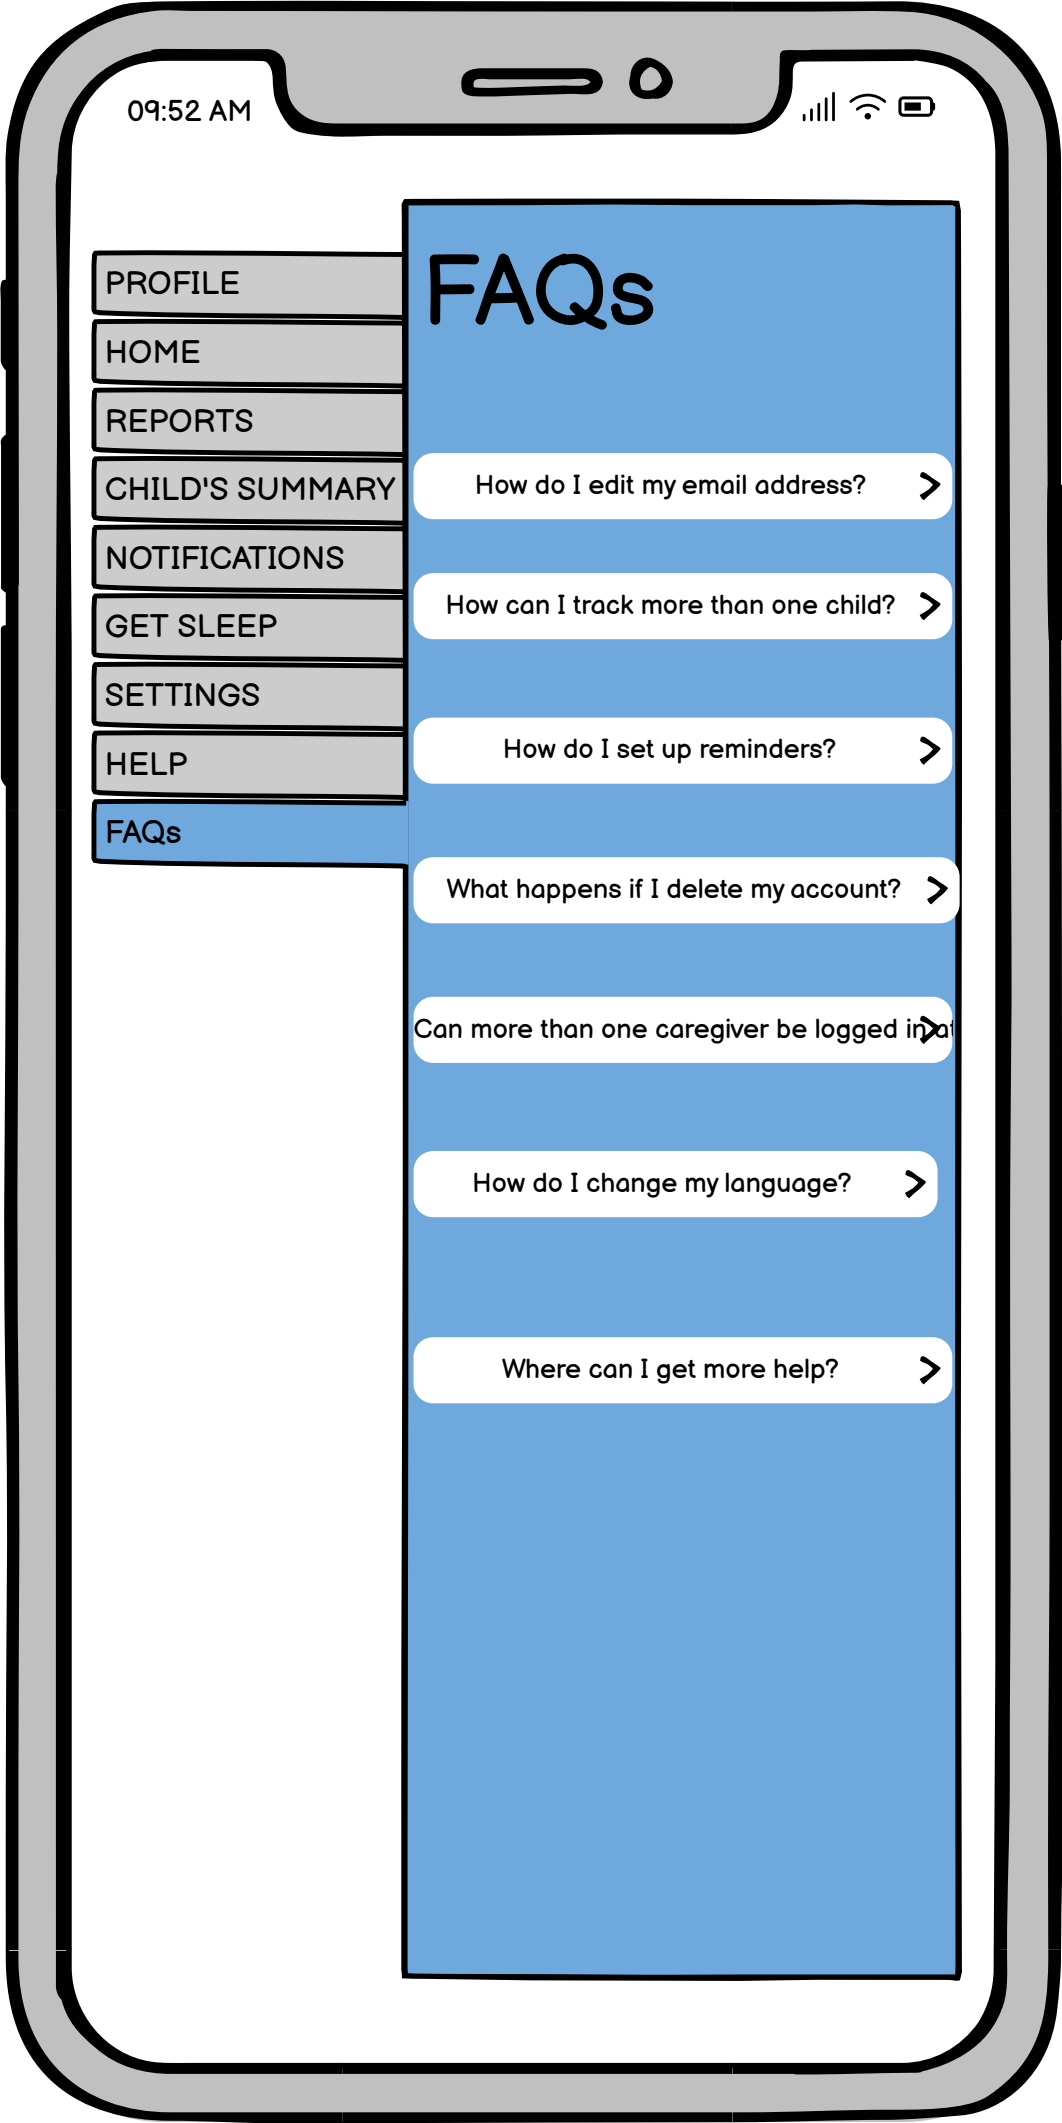 09:52 AM
PROFILE
HOME
REPORTS
CHILD'S SUMMARY
NOTIFICATIONS
GET SLEEP
SETTINGS
HELP
FAQs
FAQs
How do I edit my email address?
How can I track more than one child?
How do I set up reminders?
What happens if I delete my account?
Can more than one caregiver be logged in at
How do I change my language?
Where can I get more help?